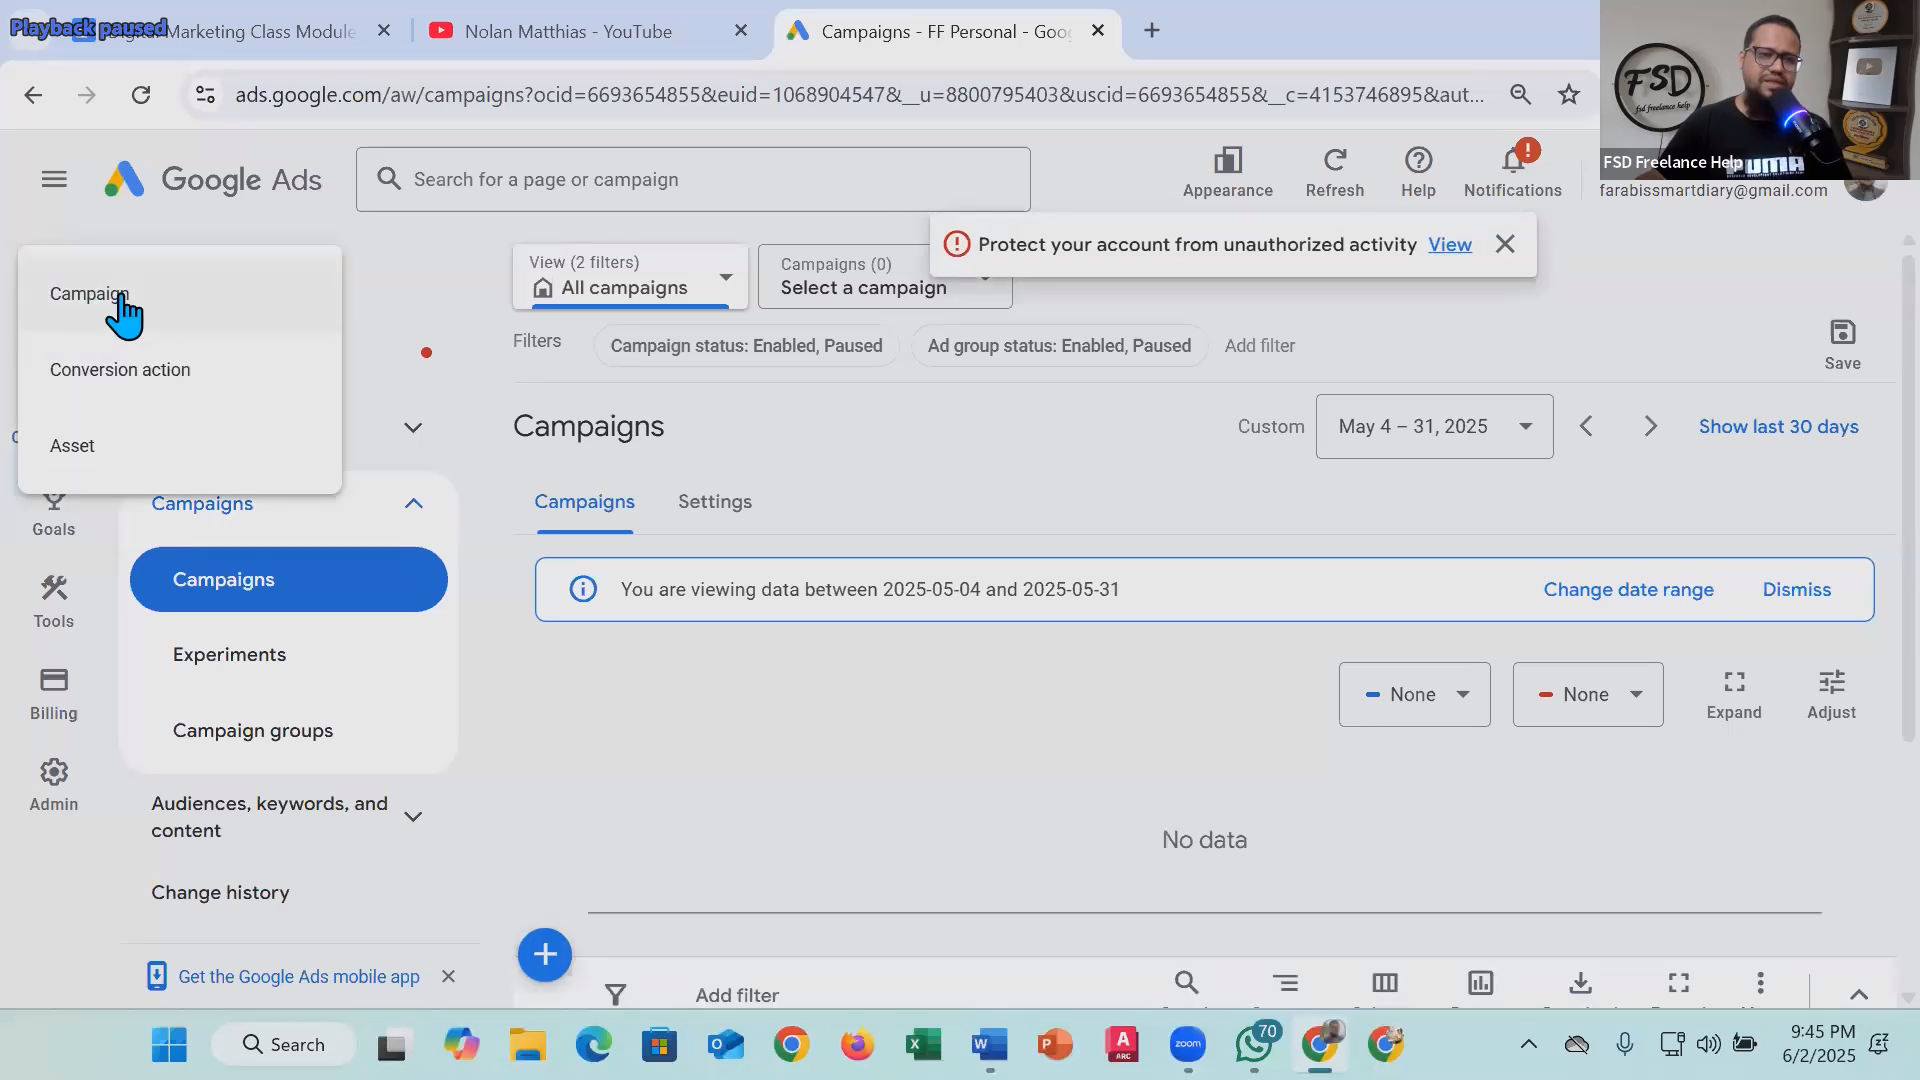 Playback paused
Digital Marketing Class Module
Nolan Matthias - YouTube
Campaigns - FF Personal - Goo
ads.google.com/aw/campaigns?ocid=6693654855&euid=1068904547&__u=8800795403&uscid=6693654855&__c=4153746895&aut...
FSD
fsd freelance help
FSD Freelance Help
PUMA
Google Ads
Search for a page or campaign
Appearance
Refresh
Help
Notifications
farabissmartdiary@gmail.com
Protect your account from unauthorized activity View
Campaign
Conversion action
Asset
View (2 filters)
All campaigns
Campaigns (0)
Select a campaign
Filters
Campaign status: Enabled, Paused
Ad group status: Enabled, Paused
Add filter
Save
Campaigns
Custom
May 4 – 31, 2025
Show last 30 days
Campaigns
Settings
You are viewing data between 2025-05-04 and 2025-05-31
Change date range
Dismiss
None
None
Expand
Adjust
No data
Goals
Tools
Billing
Admin
Campaigns
Campaigns
Experiments
Campaign groups
Audiences, keywords, and
content
Change history
Get the Google Ads mobile app
Add filter
Search
70
ARC
zoom
9:45 PM
6/2/2025